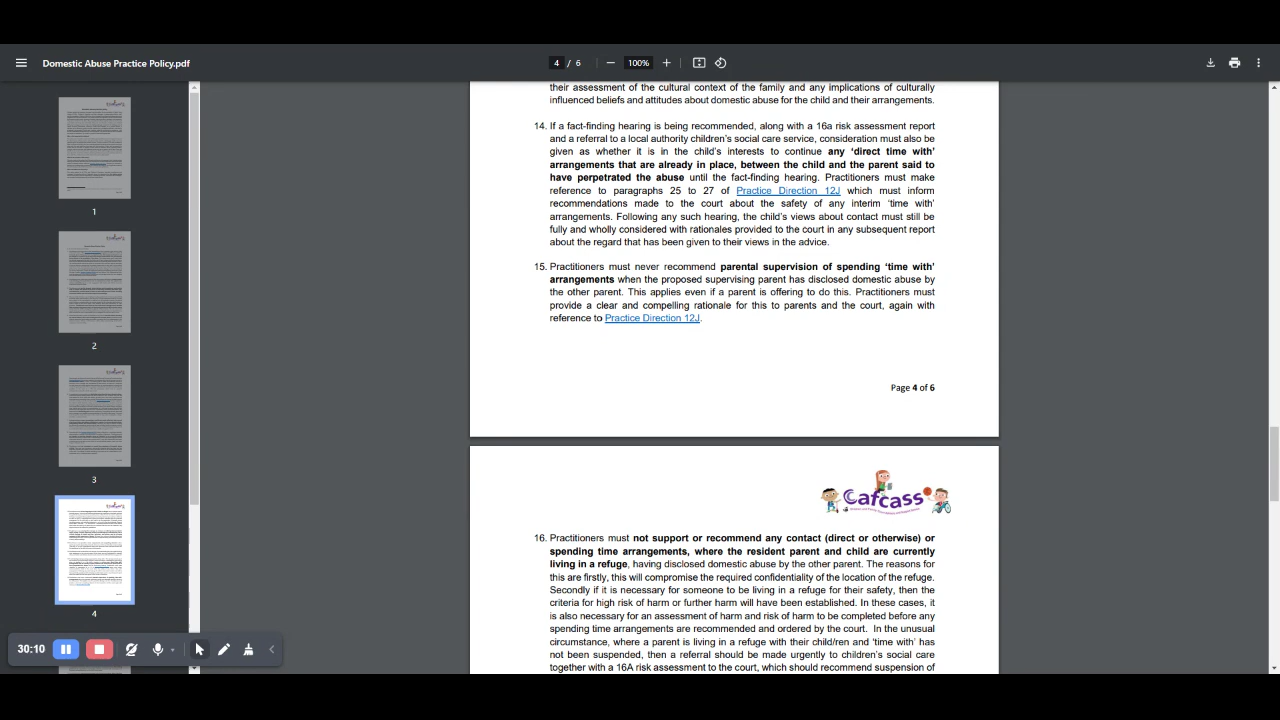 Domestic Abuse Practice Policy.pdf
4 / 6
100%
their assessment of the cultural context of the family and any implications of culturally
influenced beliefs and attitudes about domestic abuse for the child and their arrangements.
14. If a fact-finding hearing is being recommended, along with a 16a risk assessment report
and a referral to a local authority children's social care service, consideration must also be
given as whether it is in the child's interests to continue any 'direct time with'
arrangements that are already in place, between the child and the parent said to
have perpetrated the abuse until the fact-finding hearing. Practitioners must make
reference to paragraphs 25 to 27 of Practice Direction 12J which must inform
recommendations made to the court about the safety of any interim 'time with'
arrangements. Following any such hearing, the child's views about contact must still be
fully and wholly considered with rationales provided to the court in any subsequent report
about the regard that has been given to their views in the advice.
15. Practitioners must never recommend parental supervision of spending 'time with'
arrangements when the proposed supervising parent has disclosed domestic abuse by
the other parent. This applies even if a parent is offering to do this. Practitioners must
provide a clear and compelling rationale for this to parents and the court, again with
reference to Practice Direction 12J.
Page 4 of 6
Cafcass
16. Practitioners must not support or recommend any contact (direct or otherwise) or
spending time arrangements, where the resident parent and child are currently
living in a refuge, having disclosed domestic abuse by the other parent. The reasons for
this are firstly, this will compromise the required confidentiality of the location of the refuge.
Secondly if it is necessary for someone to be living in a refuge for their safety, then the
criteria for high risk of harm or further harm will have been established. In these cases, it
is also necessary for an assessment of harm and risk of harm to be completed before any
spending time arrangements are recommended and ordered by the court. In the unusual
circumstance, where a parent is living in a refuge with their child/ren and 'time with' has
not been suspended, then a referral should be made urgently to children's social care
together with a 16A risk assessment to the court, which should recommend suspension of
1
2
3
4
30:10